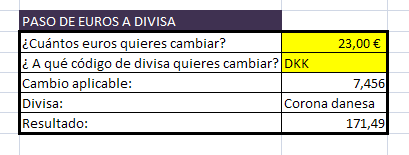 PASO DE EUROS A DIVISA
¿Cuántos euros quieres cambiar? 23,00 €
¿ A qué código de divisa quieres cambiar? DKK
Cambio aplicable: 7,456
Divisa: Corona danesa
Resultado: 171,49